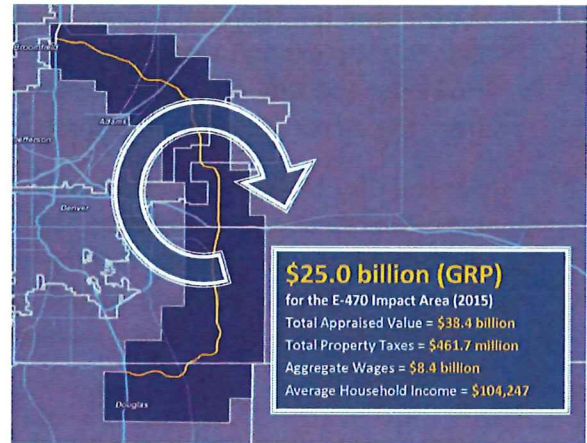 Broomfield
Adams
Jefferson
Denver
$25.0 billion (GRP)
for the E-470 Impact Area (2015)
Total Appraised Value = $38.4 billion
Total Property Taxes = $461.7 million
Aggregate Wages = $8.4 billion
Average Household Income = $104,247
Douglas